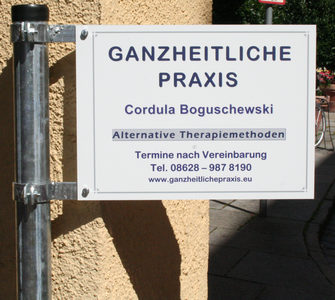 GANZHEITLICHE
PRAXIS
Cordula Boguschewski
Alternative Therapiemethoden
Termine nach Vereinbarung
Tel. 08628 – 987 8190
www.ganzheitlichepraxis.eu